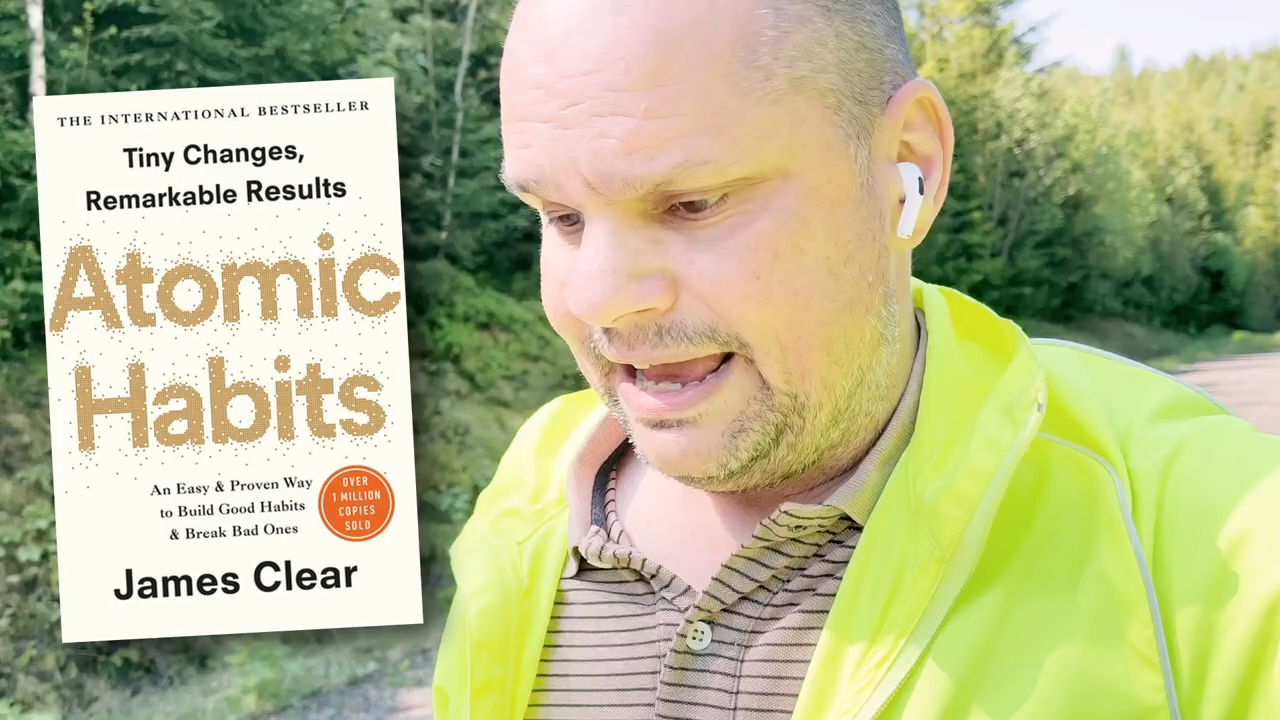 THE INTERNATIONAL BESTSELLER
Tiny Changes,
Remarkable Results
Atomic
Habits
An Easy & Proven Way
to Build Good Habits
& Break Bad Ones
OVER
1 MILLION
COPIES
SOLD
James Clear